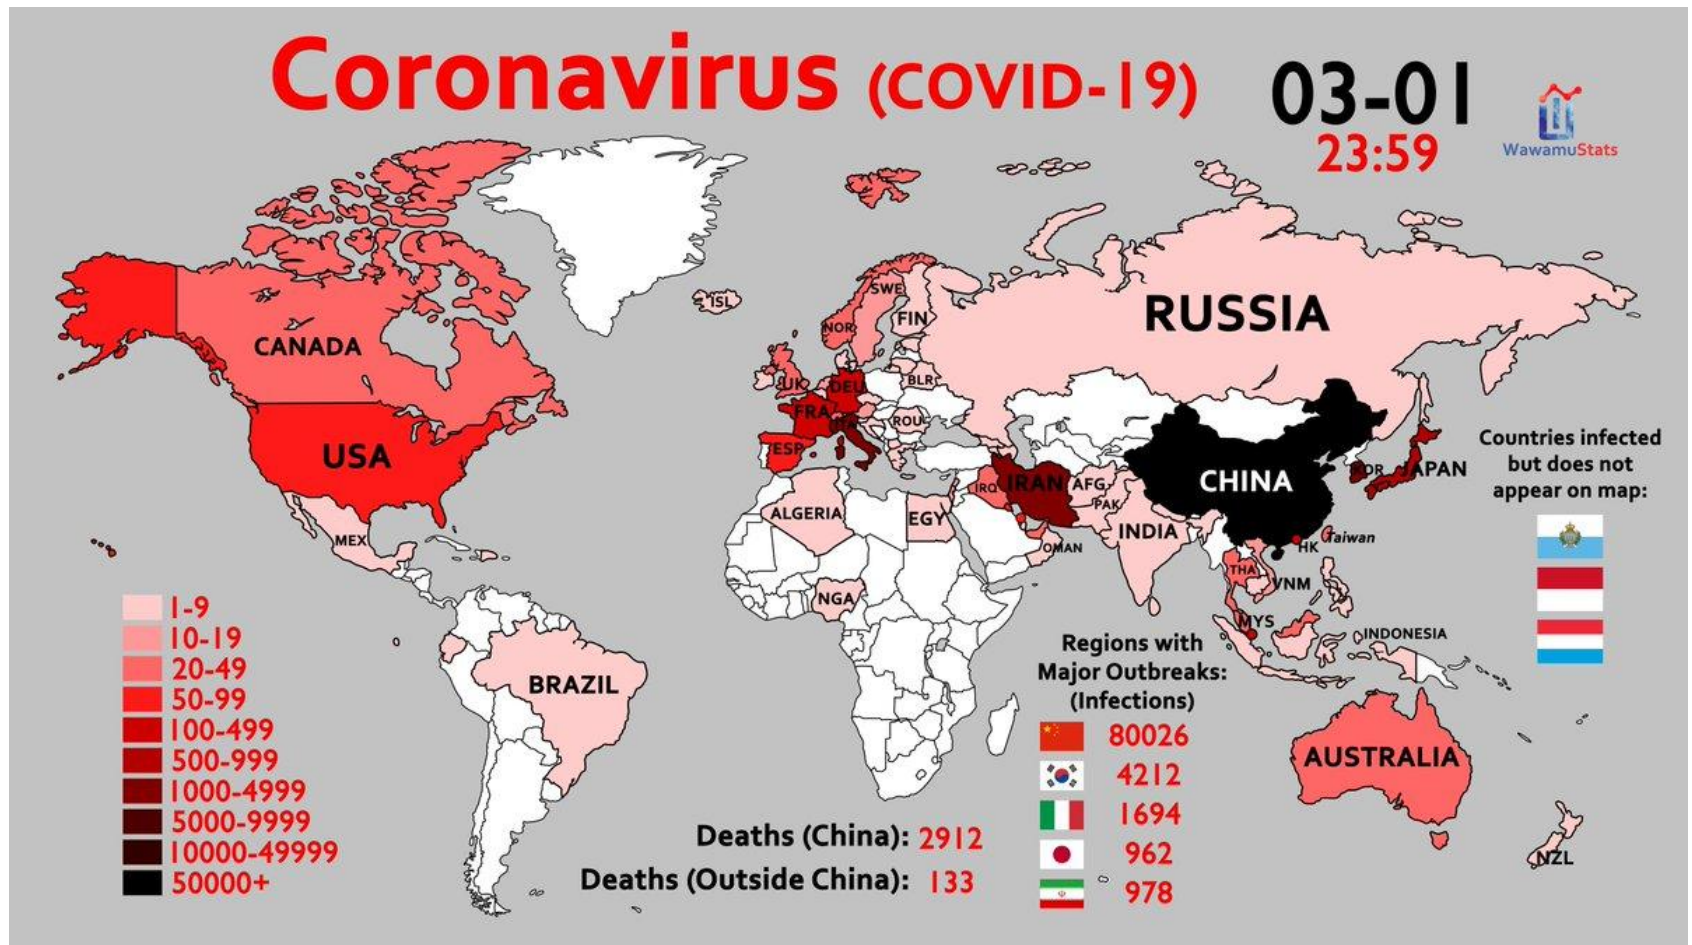 Coronavirus (COVID-19)
03-01
23:59
WawamuStats
CANADA
USA
MEX
BRAZIL
ISL
NOR
SWE
FIN
RUSSIA
UK
DEU
BLR
FRA
ITA
ROU
ESP
ALGERIA
EGY
NGA
IRQ
IRAN
AFG
PAK
OMAN
INDIA
CHINA
KOR
JAPAN
HK
Taiwan
THA
VNM
MYS
INDONESIA
AUSTRALIA
NZL
Countries infected
but does not
appear on map:
1-9
10-19
20-49
50-99
100-499
500-999
1000-4999
5000-9999
10000-49999
50000+
Regions with
Major Outbreaks:
(Infections)
80026
4212
1694
962
978
Deaths (China): 2912
Deaths (Outside China): 133